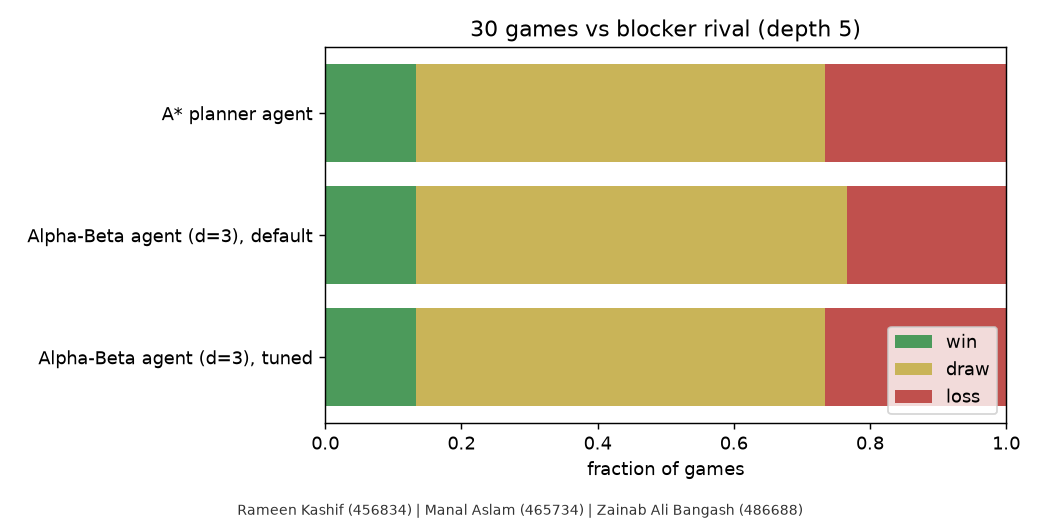 30 games vs blocker rival (depth 5)
A* planner agent
Alpha-Beta agent (d=3), default
Alpha-Beta agent (d=3), tuned
win
draw
loss
0.0 0.2 0.4 0.6 0.8 1.0
fraction of games
Rameen Kashif (456834) | Manal Aslam (465734) | Zainab Ali Bangash (486688)